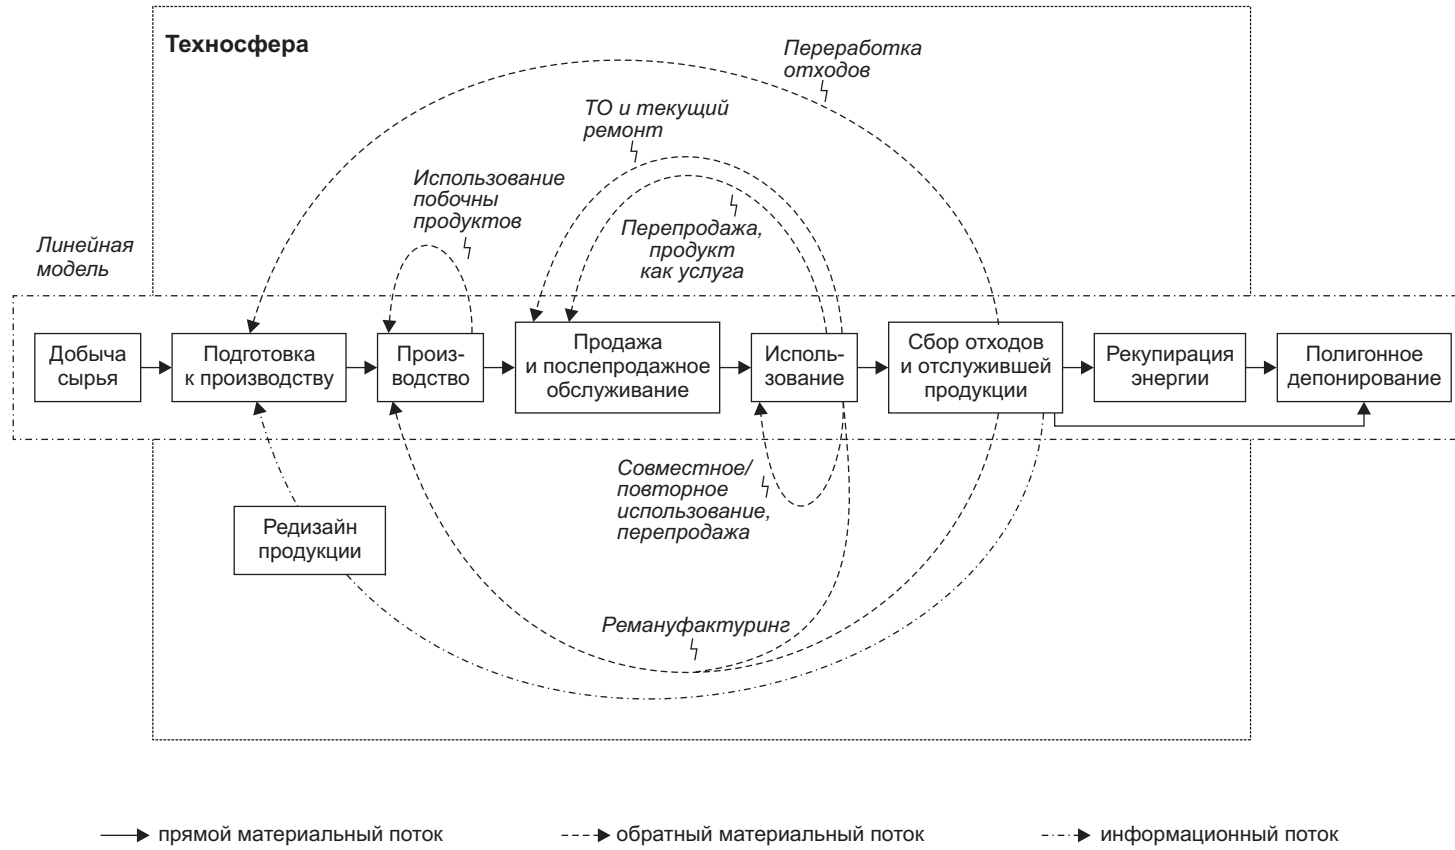 Техносфера
Переработка
отходов
ТО и текущий
ремонт
Использование
побочны
продуктов
Перепродажа,
продукт
как услуга
Линейная
модель
Добыча
сырья
Подготовка
к производству
Произ-
водство
Продажа
и послепродажное
обслуживание
Исполь-
зование
Сбор отходов
и отслужившей
продукции
Рекупирация
энергии
Полигонное
депонирование
Совместное/
повторное
использование,
перепродажа
Редизайн
продукции
Ремануфактуринг
прямой материальный поток
обратный материальный поток
информационный поток